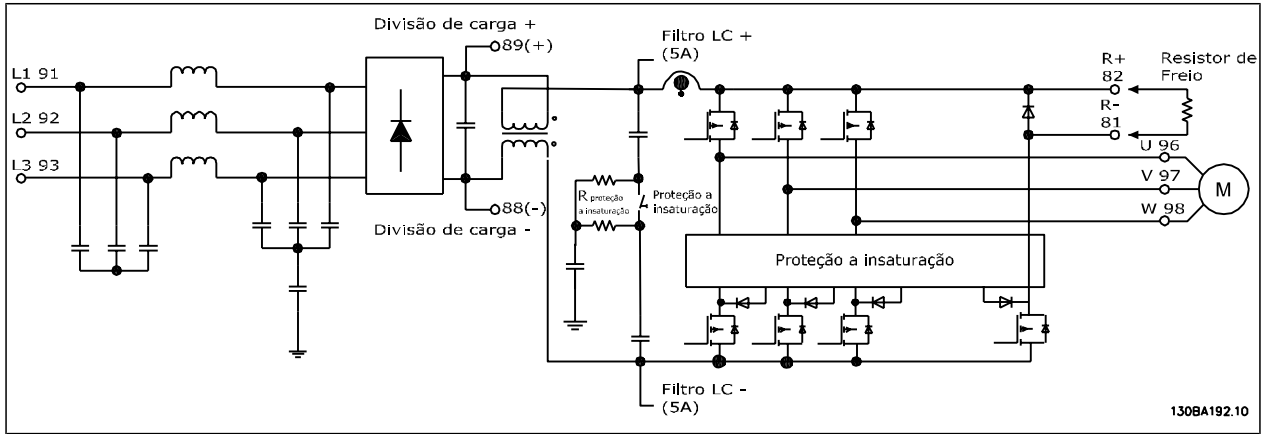 Divisão de carga +
89(+)
Filtro LC +
(5A)
L1 91
L2 92
L3 93
R+
82
R-
81
Resistor de
Freio
U 96
V 97
W 98
M
R proteção
a insaturação
Proteção a
insaturação
88(-)
Divisão de carga -
Proteção a insaturação
Filtro LC -
(5A)
130BA192.10